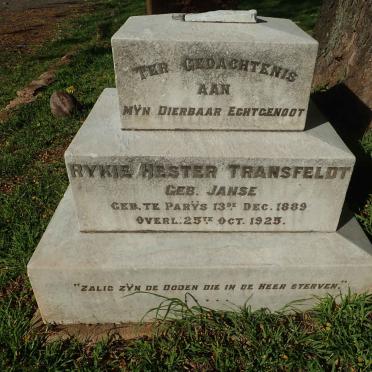 Ter Gedachtenis
aan
Myn Dierbaar Echtgenoot
Rykie Hester Transfeldt
Geb. Janse
Geb. te Parys 13de Dec. 1889
Overl. 25ste Oct. 1925.
"Zalig zyn de Doden die in de Heer sterven."